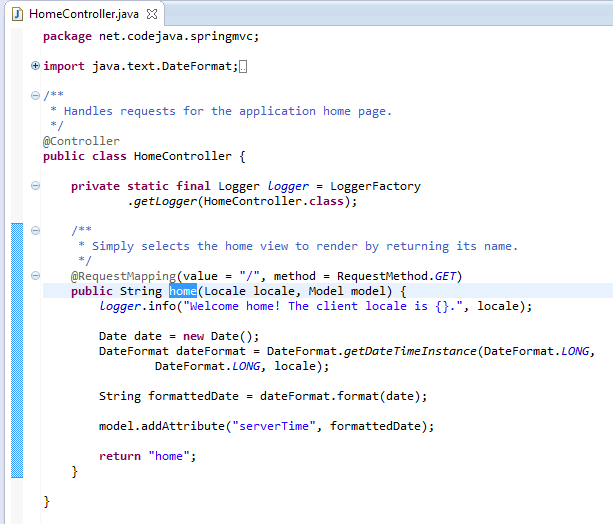 HomeController.java
package net.codejava.springmvc;
import java.text.DateFormat;
/**
 * Handles requests for the application home page.
 */
@Controller
public class HomeController {
    private static final Logger logger = LoggerFactory
            .getLogger(HomeController.class);
    /**
     * Simply selects the home view to render by returning its name.
     */
    @RequestMapping(value = "/", method = RequestMethod.GET)
    public String home(Locale locale, Model model) {
        logger.info("Welcome home! The client locale is {}.", locale);
        Date date = new Date();
        DateFormat dateFormat = DateFormat.getDateTimeInstance(DateFormat.LONG,
                DateFormat.LONG, locale);
        String formattedDate = dateFormat.format(date);
        model.addAttribute("serverTime", formattedDate);
        return "home";
    }
}